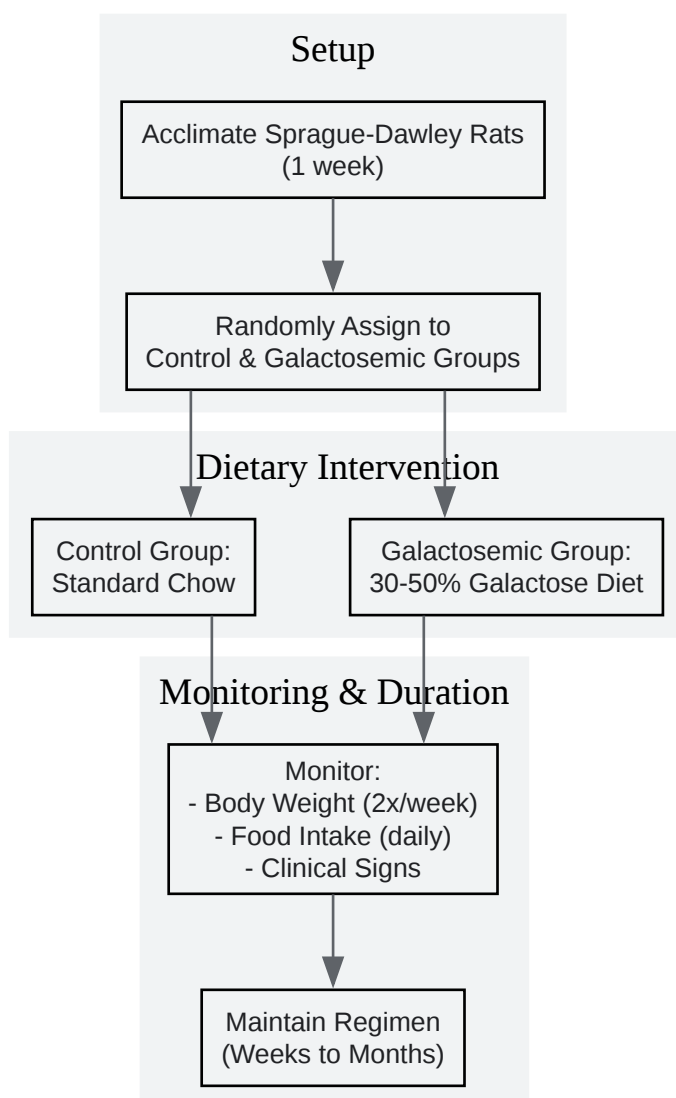 Setup
Acclimate Sprague-Dawley Rats
(1 week)
Randomly Assign to
Control & Galactosemic Groups
Dietary Intervention
Control Group:
Standard Chow
Galactosemic Group:
30-50% Galactose Diet
Monitoring & Duration
Monitor:
- Body Weight (2x/week)
- Food Intake (daily)
- Clinical Signs
Maintain Regimen
(Weeks to Months)